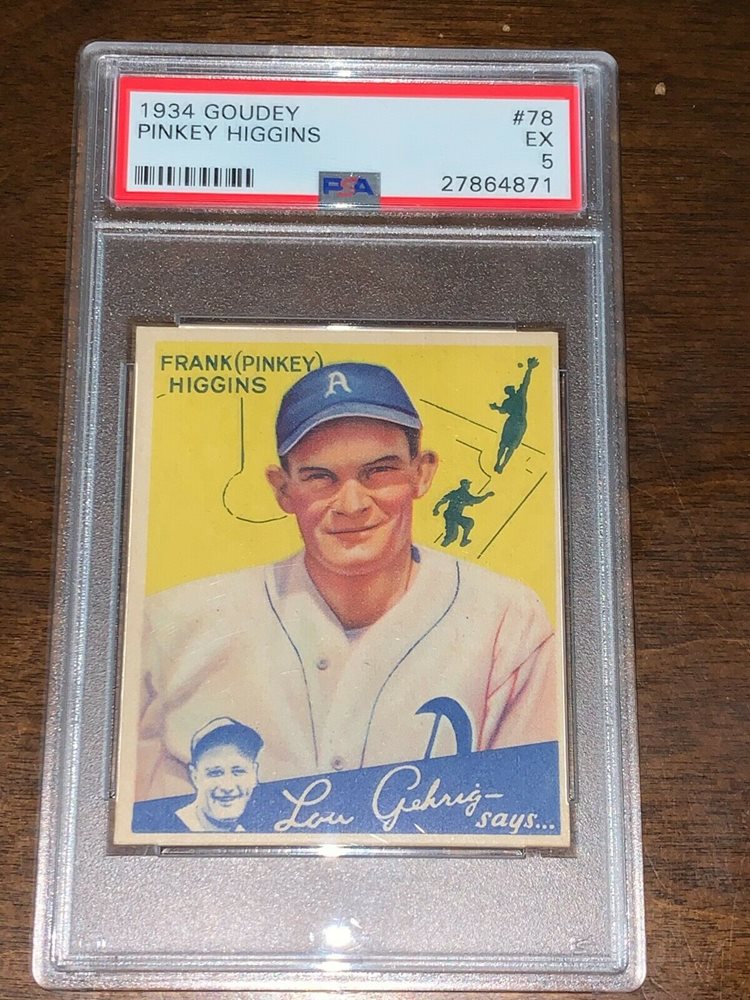 1934 GOUDEY #78
PINKEY HIGGINS EX
5
PSA 27864871
FRANK (PINKEY)
HIGGINS
A
A
Lou Gehrig—
says...